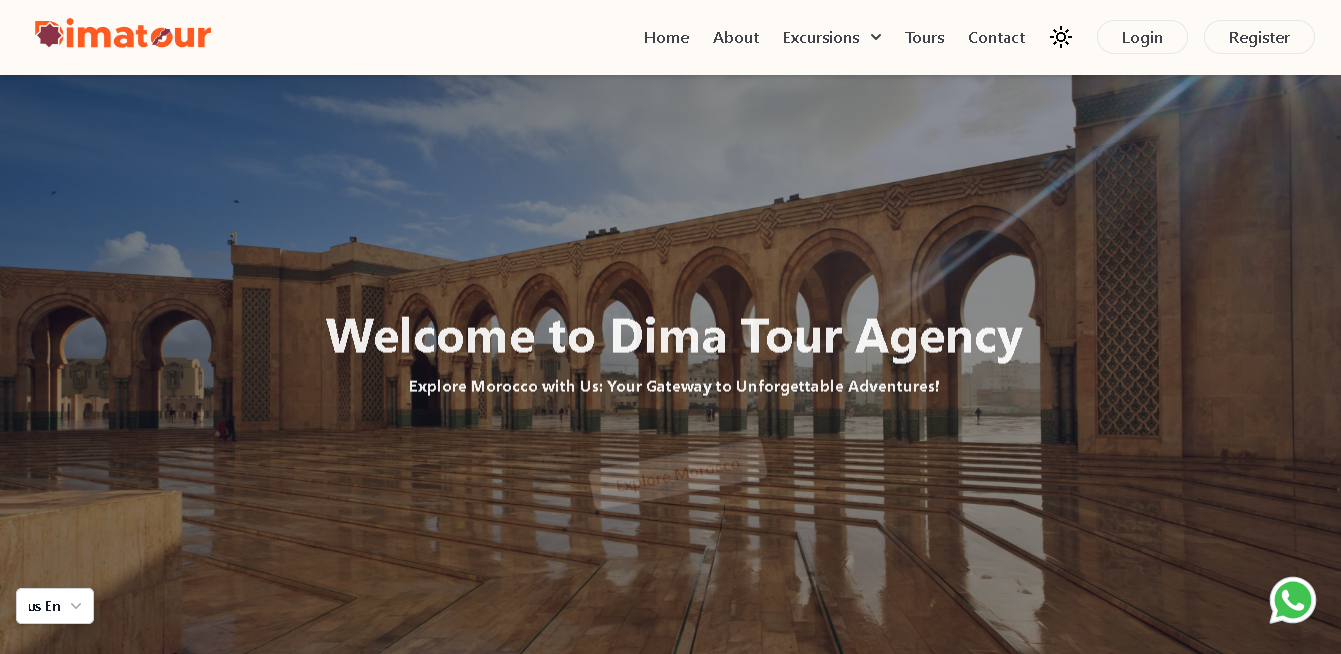 Dimatour
Home About Excursions Tours Contact Login Register
Welcome to Dima Tour Agency
Explore Morocco with Us: Your Gateway to Unforgettable Adventures!
Explore Morocco
us En